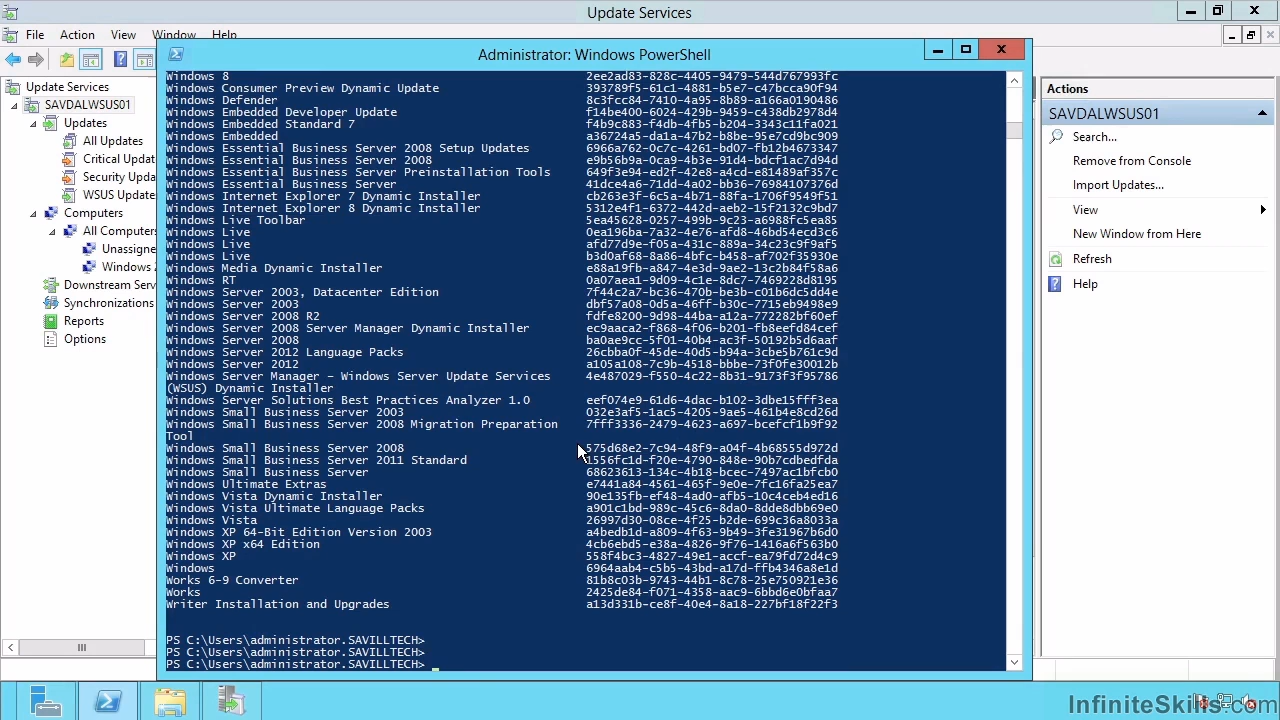 Update Services
File Action View Window Help
Administrator: Windows PowerShell
Update Services
SAVDALWSUS01
Updates
All Updates
Critical Updat
Security Upda
WSUS Update
Computers
All Computer
Unassigne
Windows
Downstream Serv
Synchronizations
Reports
Options
Windows 8 2ee2ad83-828c-4405-9479-544d767993fc
Windows Consumer Preview Dynamic Update 393789f5-61c1-4881-b5e7-c47bcca90f94
Windows Defender 8c3fcc84-7410-4a95-8b89-a166a0190486
Windows Embedded Developer Update f14be400-6024-429b-9459-c438db2978d4
Windows Embedded Standard 7 f4b9c883-f4db-4fb5-b204-3343c11fa021
Windows Embedded a36724a5-da1a-47b2-b8be-95e7cd9bc909
Windows Essential Business Server 2008 Setup Updates 6966a762-0c7c-4261-bd07-fb12b4673347
Windows Essential Business Server 2008 e9b56b9a-0ca9-4b3e-91d4-bdcf1ac7d94d
Windows Essential Business Server Preinstallation Tools 649f3e94-ed2f-42e8-a4cd-e81489af357c
Windows Essential Business Server 41dce4a6-71dd-4a02-bb36-76984107376d
Windows Internet Explorer 7 Dynamic Installer cb263e3f-6c5a-4b71-88fa-1706f9549f51
Windows Internet Explorer 8 Dynamic Installer 5312e4f1-6372-442d-aeb2-15f2132c9bd7
Windows Live Toolbar 5ea45628-0257-499b-9c23-a6988fc5ea85
Windows Live 0ea196ba-7a32-4e76-afd8-46bd54ecd3c6
Windows Live afd77d9e-f05a-431c-889a-34c23c9f9af5
Windows Live b3d0af68-8a86-4bfc-b458-af702f35930e
Windows Media Dynamic Installer e88a19fb-a847-4e3d-9ae2-13c2b84f58a6
Windows RT 0a07aea1-9d09-4c1e-8dc7-7469228d8195
Windows Server 2003, Datacenter Edition 7f44c2a7-bc36-470b-be3b-c01b6dc5dd4e
Windows Server 2003 dbf57a08-0d5a-46ff-b30c-7715eb9498e9
Windows Server 2008 R2 fdfe8200-9d98-44ba-a12a-772282bf60ef
Windows Server 2008 Server Manager Dynamic Installer ec9aaca2-f868-4f06-b201-fb8eefd84cef
Windows Server 2008 ba0ae9cc-5f01-40b4-ac3f-50192b5d6aaf
Windows Server 2012 Language Packs 26cbba0f-45de-40d5-b94a-3cbe5b761c9d
Windows Server 2012 a105a108-7c9b-4518-bbbe-73f0fe30012b
Windows Server Manager – Windows Server Update Services 4e487029-f550-4c22-8b31-9173f3f95786
(WSUS) Dynamic Installer
Windows Server Solutions Best Practices Analyzer 1.0 eef074e9-61d6-4dac-b102-3dbe15fff3ea
Windows Small Business Server 2003 032e3af5-1ac5-4205-9ae5-461b4e8cd26d
Windows Small Business Server 2008 Migration Preparation 7fff3336-2479-4623-a697-bcefcf1b9f92
Tool
Windows Small Business Server 2008 575d68e2-7c94-48f9-a04f-4b68555d972d
Windows Small Business Server 2011 Standard 1556fc1d-f20e-4790-848e-90b7cdbedfda
Windows Small Business Server 68623613-134c-4b18-bcec-7497ac1bfcb0
Windows Ultimate Extras e7441a84-4561-465f-9e0e-7fc16fa25ea7
Windows Vista Dynamic Installer 90e135fb-ef48-4ad0-afb5-10c4ceb4ed16
Windows Vista Ultimate Language Packs a901c1bd-989c-45c6-8da0-8dde8dbb69e0
Windows Vista 26997d30-08ce-4f25-b2de-699c36a8033a
Windows XP 64-Bit Edition Version 2003 a4bedb1d-a809-4f63-9b49-3fe31967b6d0
Windows XP x64 Edition 4cb6ebd5-e38a-4826-9f76-1416a6f563b0
Windows XP 558f4bc3-4827-49e1-accf-ea79fd72d4c9
Windows 6964aab4-c5b5-43bd-a17d-ffb4346a8e1d
Works 6-9 Converter 81b8c03b-9743-44b1-8c78-25e750921e36
Works 2425de84-f071-4358-aac9-6bbd6e0bfaa7
Writer Installation and Upgrades a13d331b-ce8f-40e4-8a18-227bf18f22f3
PS C:\Users\administrator.SAVILLTECH>
PS C:\Users\administrator.SAVILLTECH>
PS C:\Users\administrator.SAVILLTECH>
Actions
SAVDALWSUS01
Search...
Remove from Console
Import Updates...
View
New Window from Here
Refresh
Help
InfiniteSkills.com